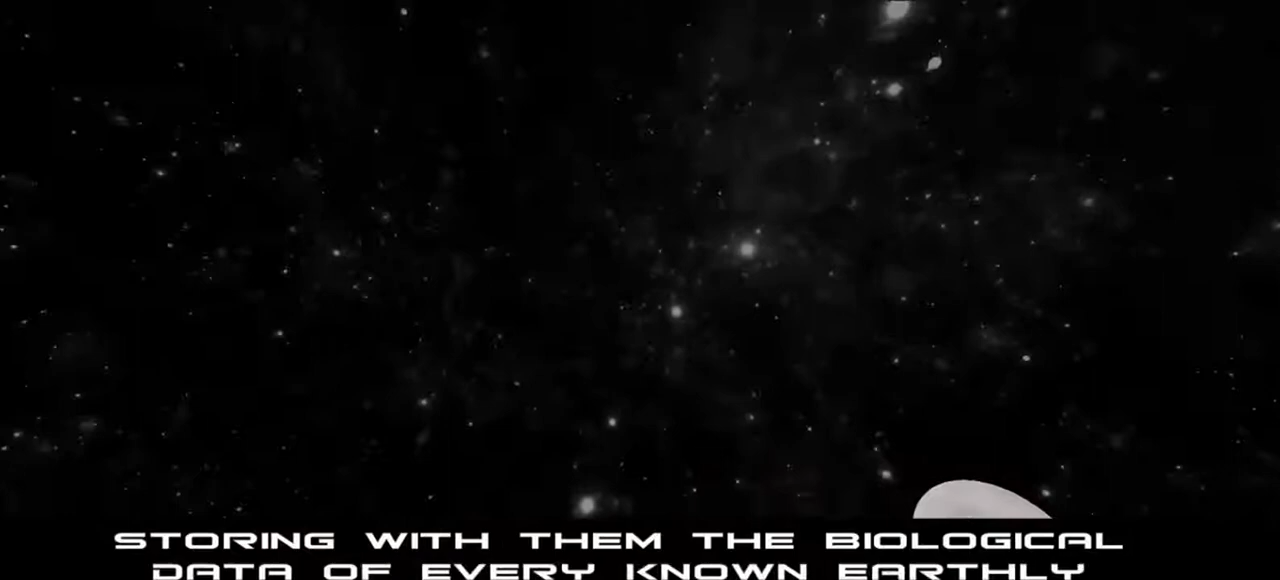 STORING WITH THEM THE BIOLOGICAL
DATA OF EVERY KNOWN EARTHLY